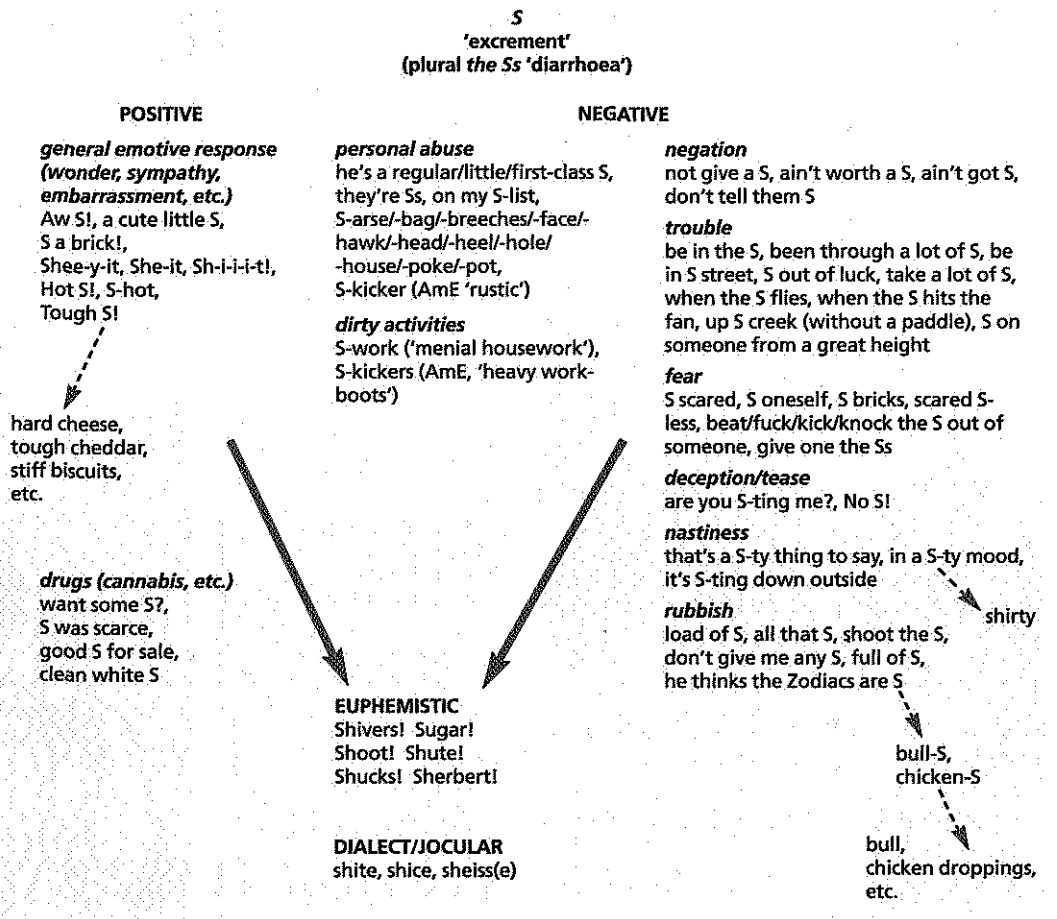 S
'excrement'
(plural the Ss 'diarrhoea')
POSITIVE
general emotive response
(wonder, sympathy,
embarrassment, etc.)
Aw S!, a cute little S,
S a brick!,
Shee-y-it, She-it, Sh-i-i-i-t!,
Hot S!, S-hot,
Tough S!
hard cheese,
tough cheddar,
stiff biscuits,
etc.
drugs (cannabis, etc.)
want some S?,
S was scarce,
good S for sale,
clean white S
NEGATIVE
personal abuse
he's a regular/little/first-class S,
they're Ss, on my S-list,
S-arse/-bag/-breeches/-face/-
hawk/-head/-heel/-hole/
-house/-poke/-pot,
S-kicker (AmE 'rustic')
dirty activities
S-work ('menial housework'),
S-kickers (AmE, 'heavy work-
boots')
negation
not give a S, ain't worth a S, ain't got S,
don't tell them S
trouble
be in the S, been through a lot of S, be
in S street, S out of luck, take a lot of S,
when the S flies, when the S hits the
fan, up S creek (without a paddle), S on
someone from a great height
fear
S scared, S oneself, S bricks, scared S-
less, beat/fuck/kick/knock the S out of
someone, give one the Ss
deception/tease
are you S-ting me?, No S!
nastiness
that's a S-ty thing to say, in a S-ty mood,
it's S-ting down outside
shirty
rubbish
load of S, all that S, shoot the S,
don't give me any S, full of S,
he thinks the Zodiacs are S
bull-S,
chicken-S
bull,
chicken droppings,
etc.
EUPHEMISTIC
Shivers! Sugar!
Shoot! Shute!
Shucks! Sherbert!
DIALECT/JOCULAR
shite, shice, sheiss(e)